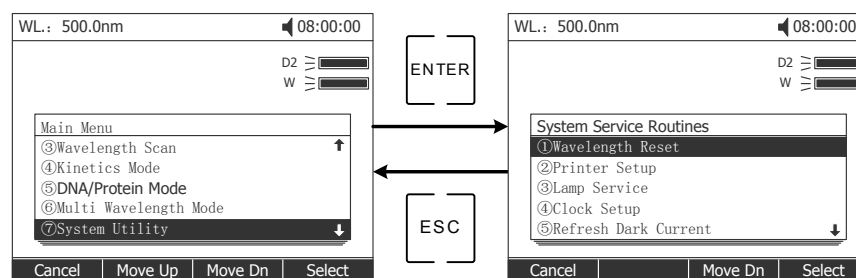 WL.: 500.0nm 08:00:00
D2
W
Main Menu
③Wavelength Scan
④Kinetics Mode
⑤DNA/Protein Mode
⑥Multi Wavelength Mode
⑦System Utility
Cancel Move Up Move Dn Select
ENTER
ESC
WL.: 500.0nm 08:00:00
D2
W
System Service Routines
①Wavelength Reset
②Printer Setup
③Lamp Service
④Clock Setup
⑤Refresh Dark Current
Cancel Move Dn Select